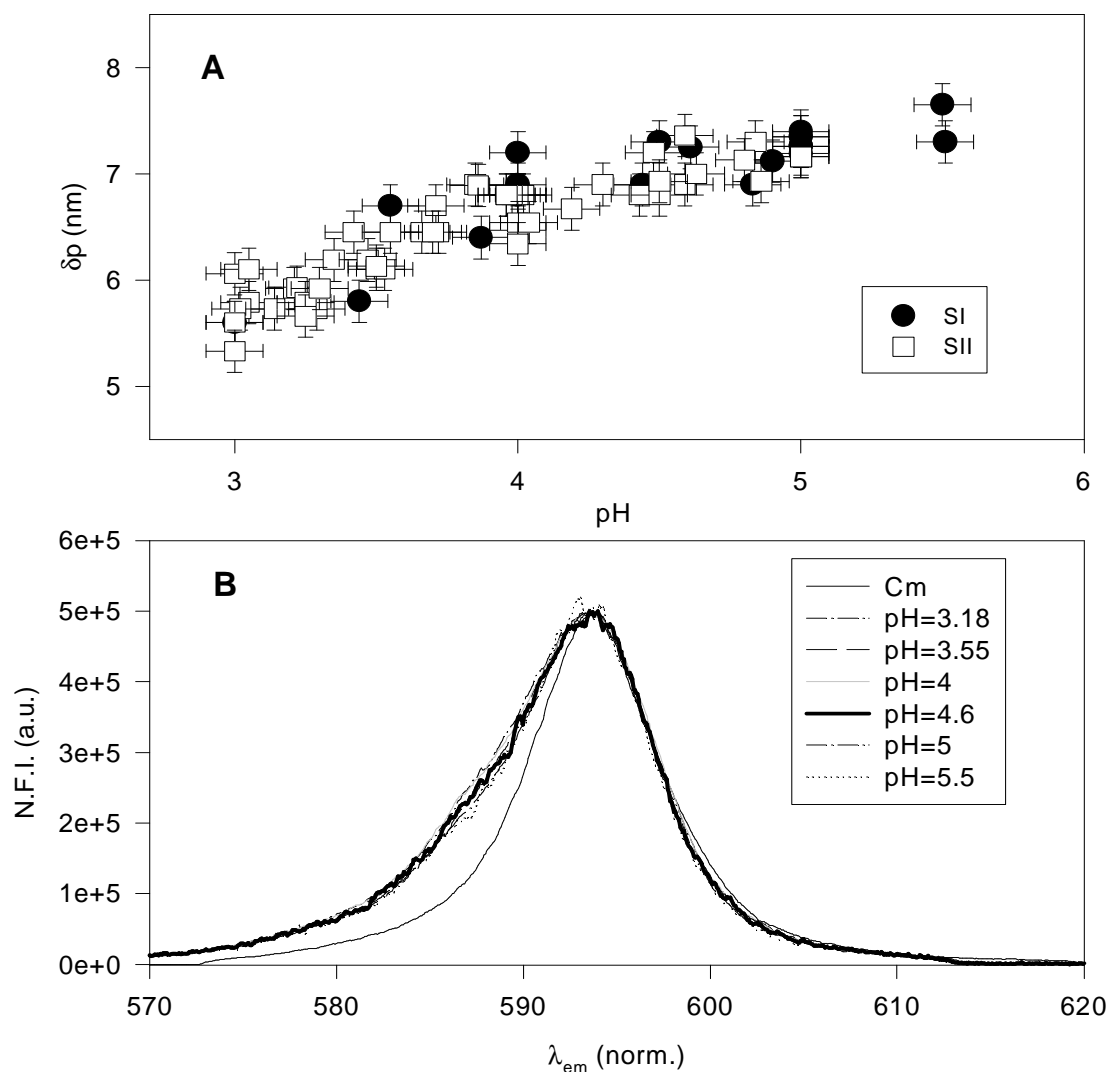 A
8
7
6
5
δp (nm)
SI
SII
3
4
5
6
pH
B
6e+5
5e+5
4e+5
3e+5
2e+5
1e+5
0e+0
N.F.I. (a.u.)
Cm
pH=3.18
pH=3.55
pH=4
pH=4.6
pH=5
pH=5.5
570
580
590
600
610
620
λem (norm.)